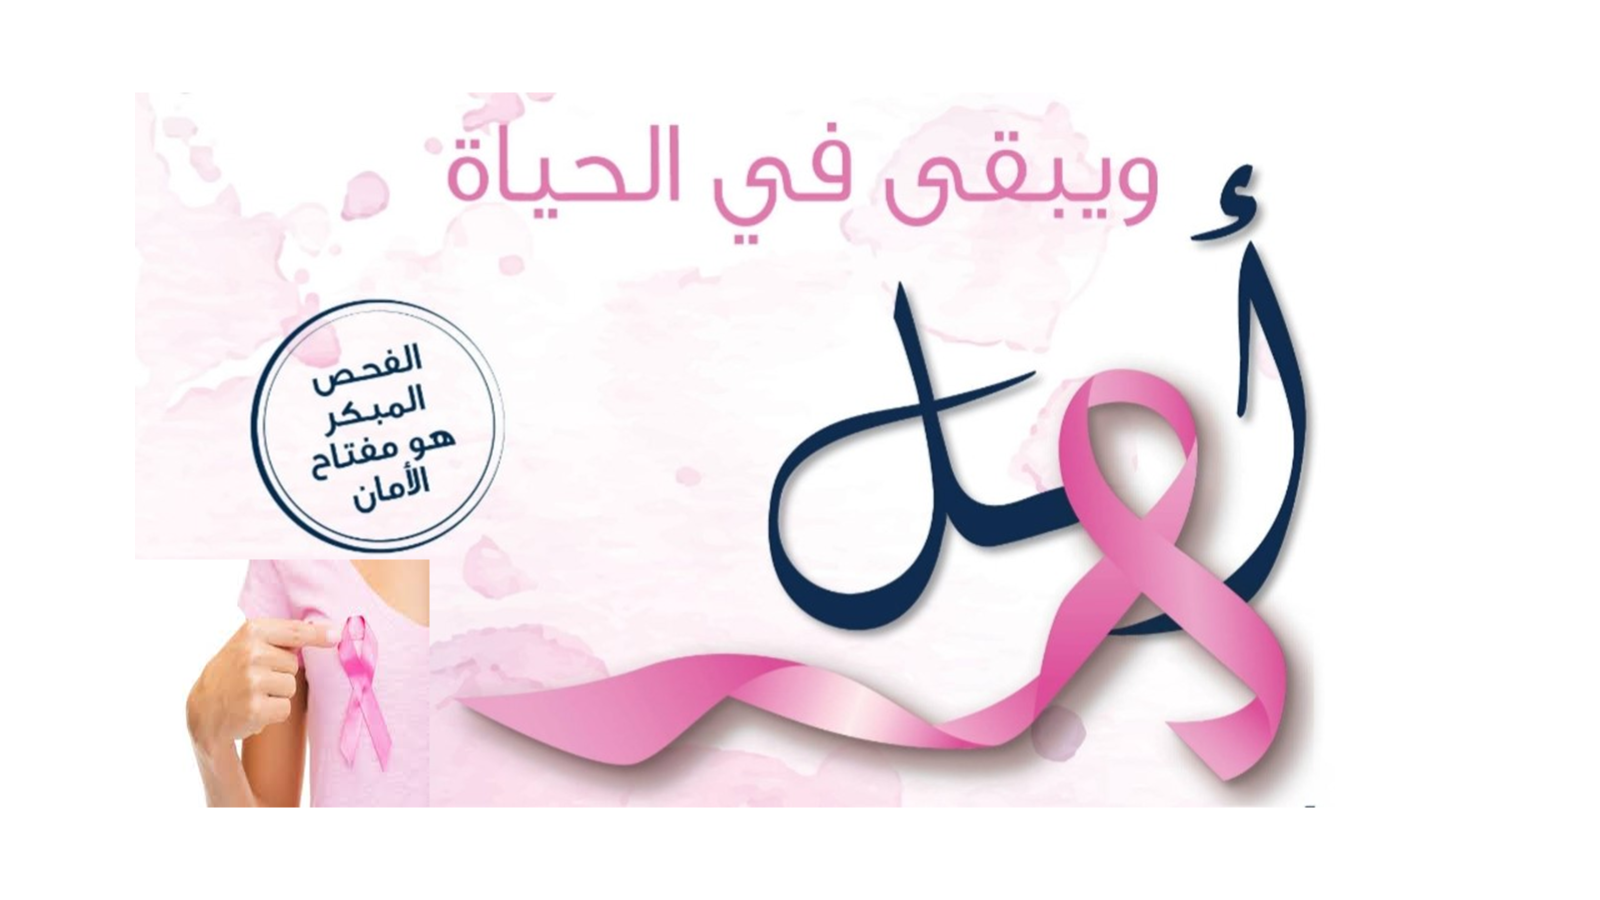 ويبقى في الحياة
أمل
الفحص
المبكر
هو مفتاح
الأمان